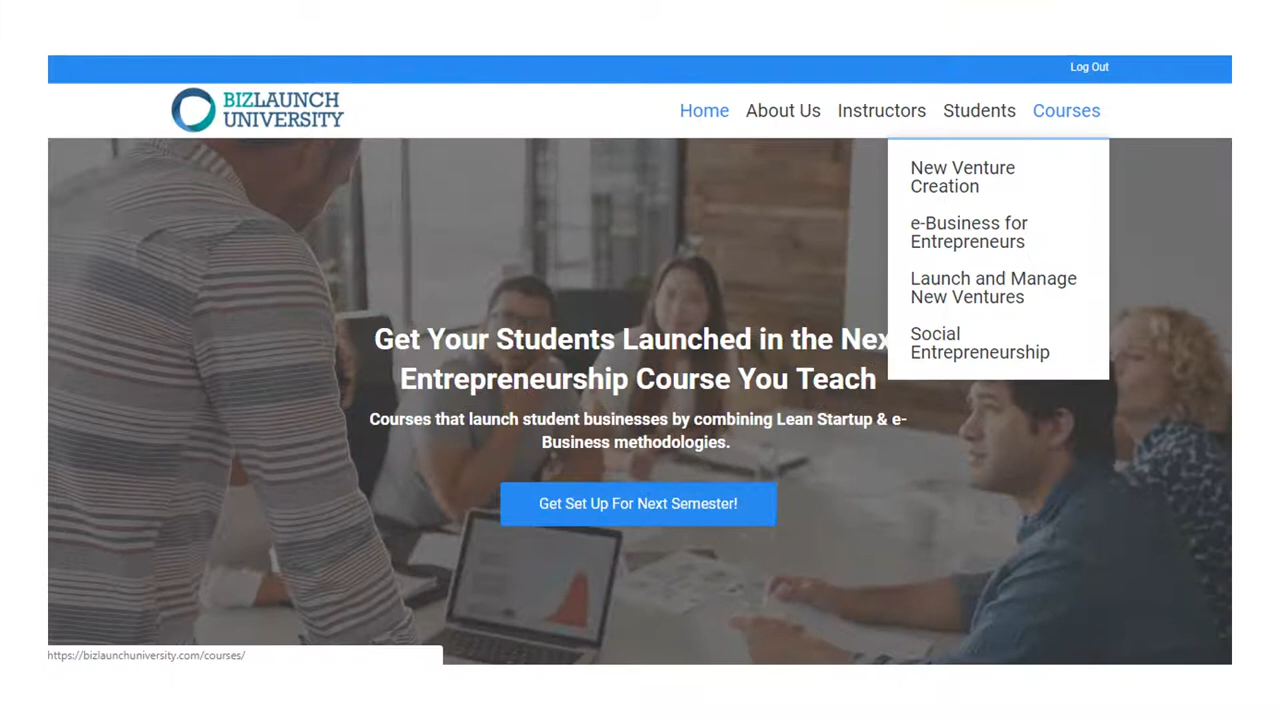 Log Out
BIZLAUNCH
UNIVERSITY
Home About Us Instructors Students Courses
New Venture
Creation
e-Business for
Entrepreneurs
Launch and Manage
New Ventures
Social
Entrepreneurship
Get Your Students Launched in the Nex
Entrepreneurship Course You Teach
Courses that launch student businesses by combining Lean Startup & e-
Business methodologies.
Get Set Up For Next Semester!
https://bizlaunchuniversity.com/courses/